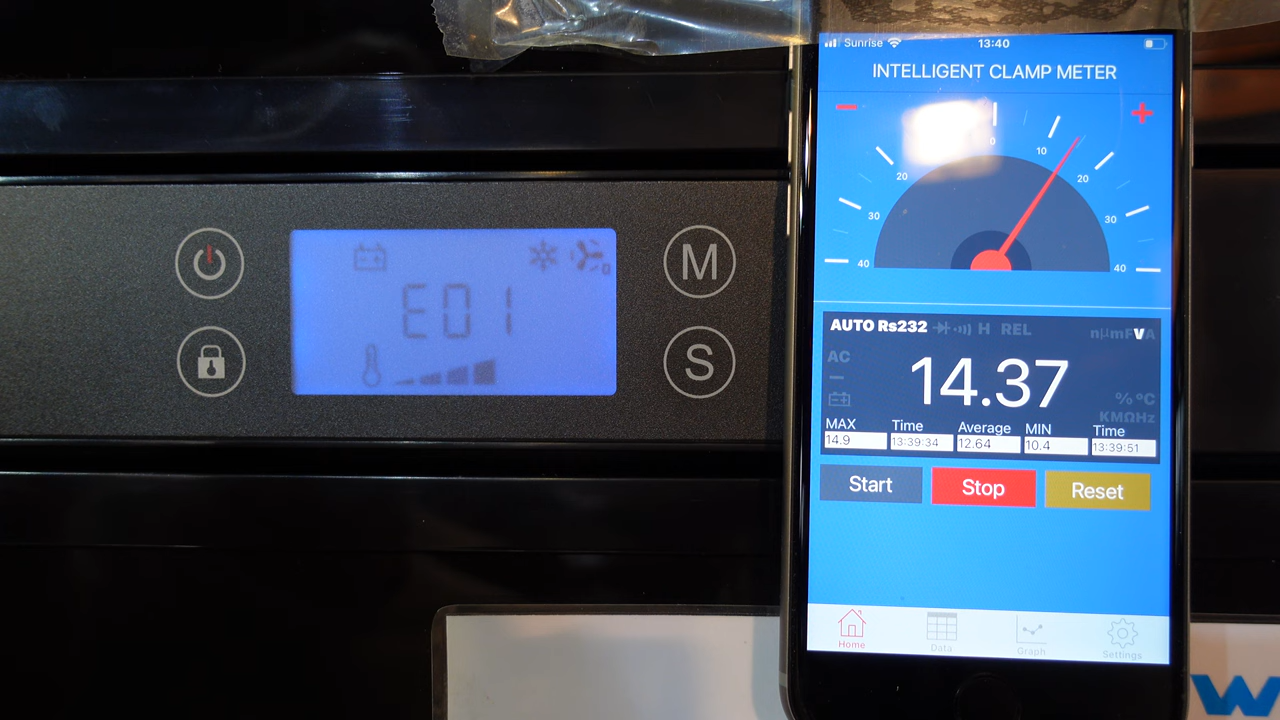 E01
M
S
Sunrise 13:40
INTELLIGENT CLAMP METER
0
10
20
20
30
30
40
40
AUTO Rs232 H REL nµmFVA
AC
14.37
% °C
KMΩHz
MAX Time Average MIN Time
14.9 13:39:34 12.64 10.4 13:39:51
Start Stop Reset
Home Data Graph Settings
W